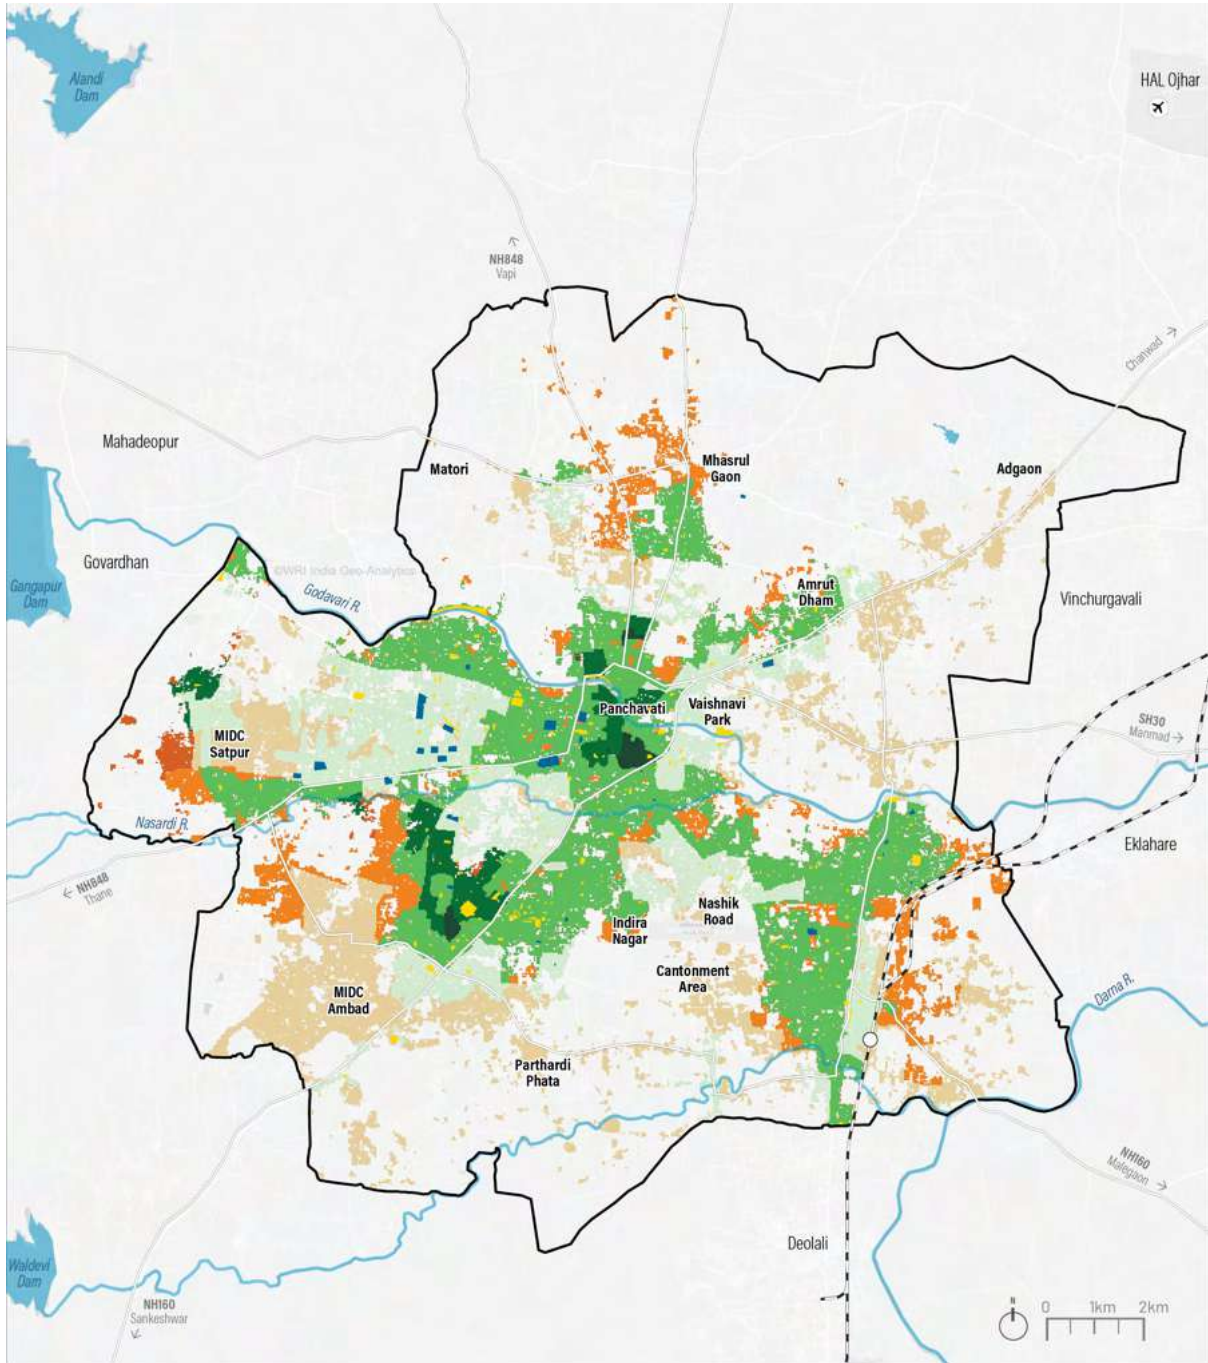 Alandi
Dam
HAL Ojhar
NH848
Vapi
Chanwad
Mahadeopur
Matori
Mhasrul
Gaon
Adgaon
Govardhan
©WRI India Geo-Analytics
Gangapur
Dam
Godavari R.
Amrut
Dham
Vinchurgavali
Panchavati
Vaishnavi
Park
MIDC
Satpur
SH30
Manmad
Nasardi R.
Eklahare
NH848
Thane
Nashik
Road
Indira
Nagar
Cantonment
Area
MIDC
Ambad
Darna R.
Parthardi
Phata
NH160
Malegaon
Deolali
Waldevi
Dam
NH160
Sankeshwar
N
0 1km 2km